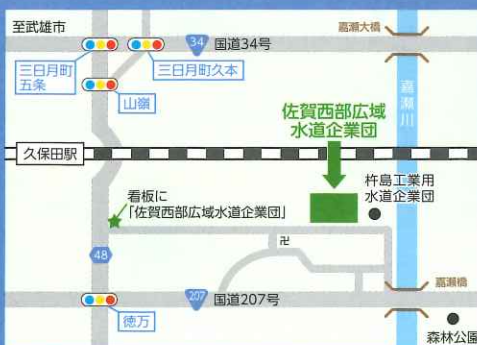 至武雄市
34
国道34号
嘉瀬大橋
三日月町
五条
三日月町久本
山嶺
嘉瀬川
佐賀西部広域
水道企業団
久保田駅
看板に
「佐賀西部広域水道企業団」
杵島工業用
水道企業団
卍
48
207
国道207号
嘉瀬橋
徳万
森林公園